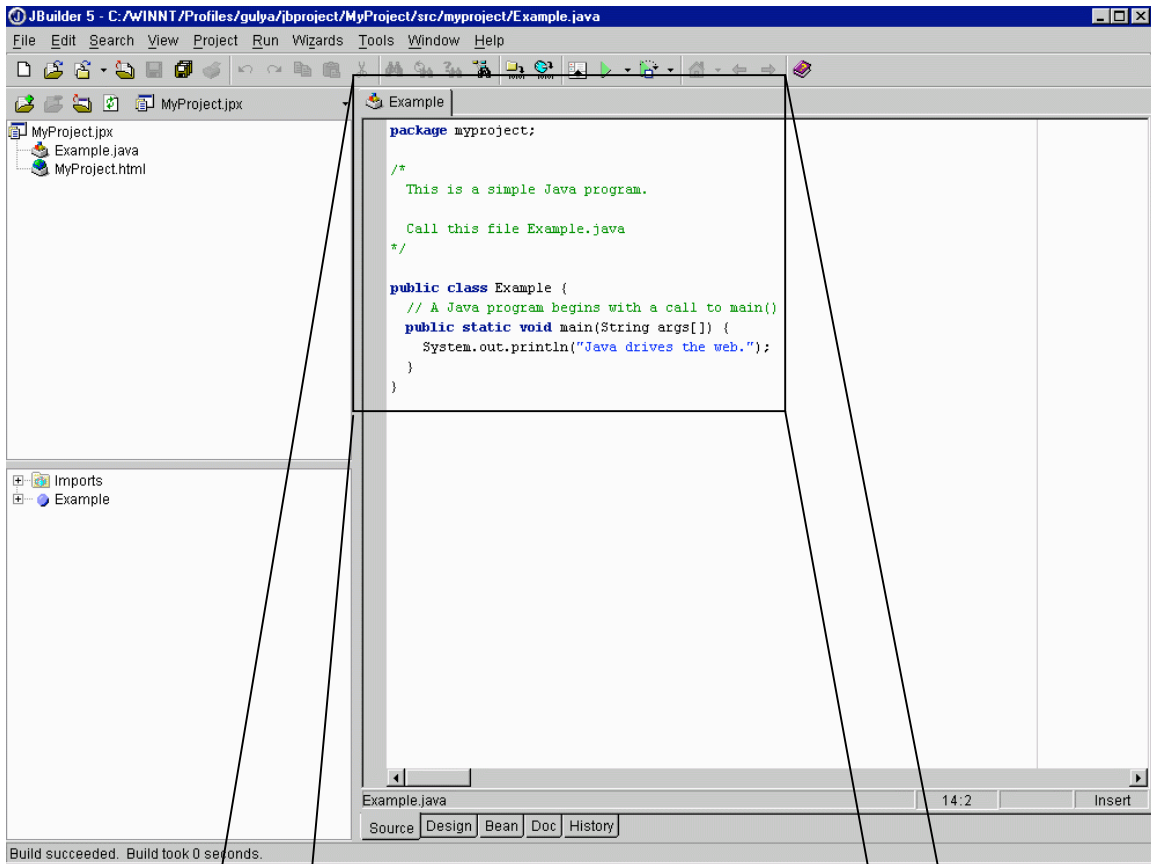 JBuilder 5 - C:/WINNT/Profiles/gulya/jbproject/MyProject/src/myproject/Example.java
File Edit Search View Project Run Wizards Tools Window Help
MyProject.jpx
Example
MyProject.jpx
Example.java
MyProject.html
package myproject;
/*
This is a simple Java program.
Call this file Example.java
*/
public class Example {
// A Java program begins with a call to main()
public static void main(String args[]) {
System.out.println("Java drives the web.");
}
}
Imports
Example
Example.java 14:2 Insert
Source Design Bean Doc History
Build succeeded. Build took 0 seconds.